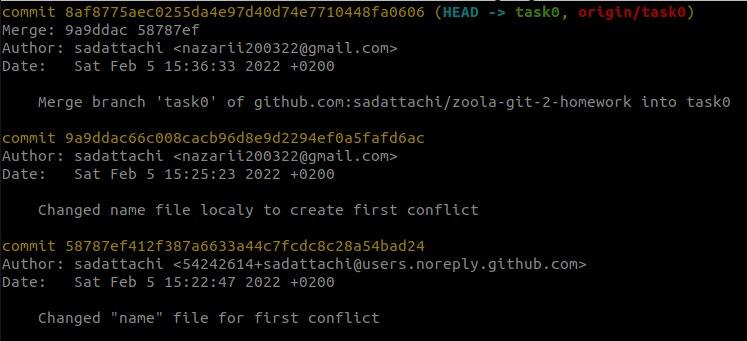 commit 8af8775aec0255da4e97d40d74e7710448fa0606 (HEAD -> task0, origin/task0)
Merge: 9a9ddac 58787ef
Author: sadattachi <nazarii200322@gmail.com>
Date:   Sat Feb 5 15:36:33 2022 +0200
    Merge branch 'task0' of github.com:sadattachi/zoola-git-2-homework into task0
commit 9a9ddac66c008cacb96d8e9d2294ef0a5fafd6ac
Author: sadattachi <nazarii200322@gmail.com>
Date:   Sat Feb 5 15:25:23 2022 +0200
    Changed name file localy to create first conflict
commit 58787ef412f387a6633a44c7fcdc8c28a54bad24
Author: sadattachi <54242614+sadattachi@users.noreply.github.com>
Date:   Sat Feb 5 15:22:47 2022 +0200
    Changed "name" file for first conflict